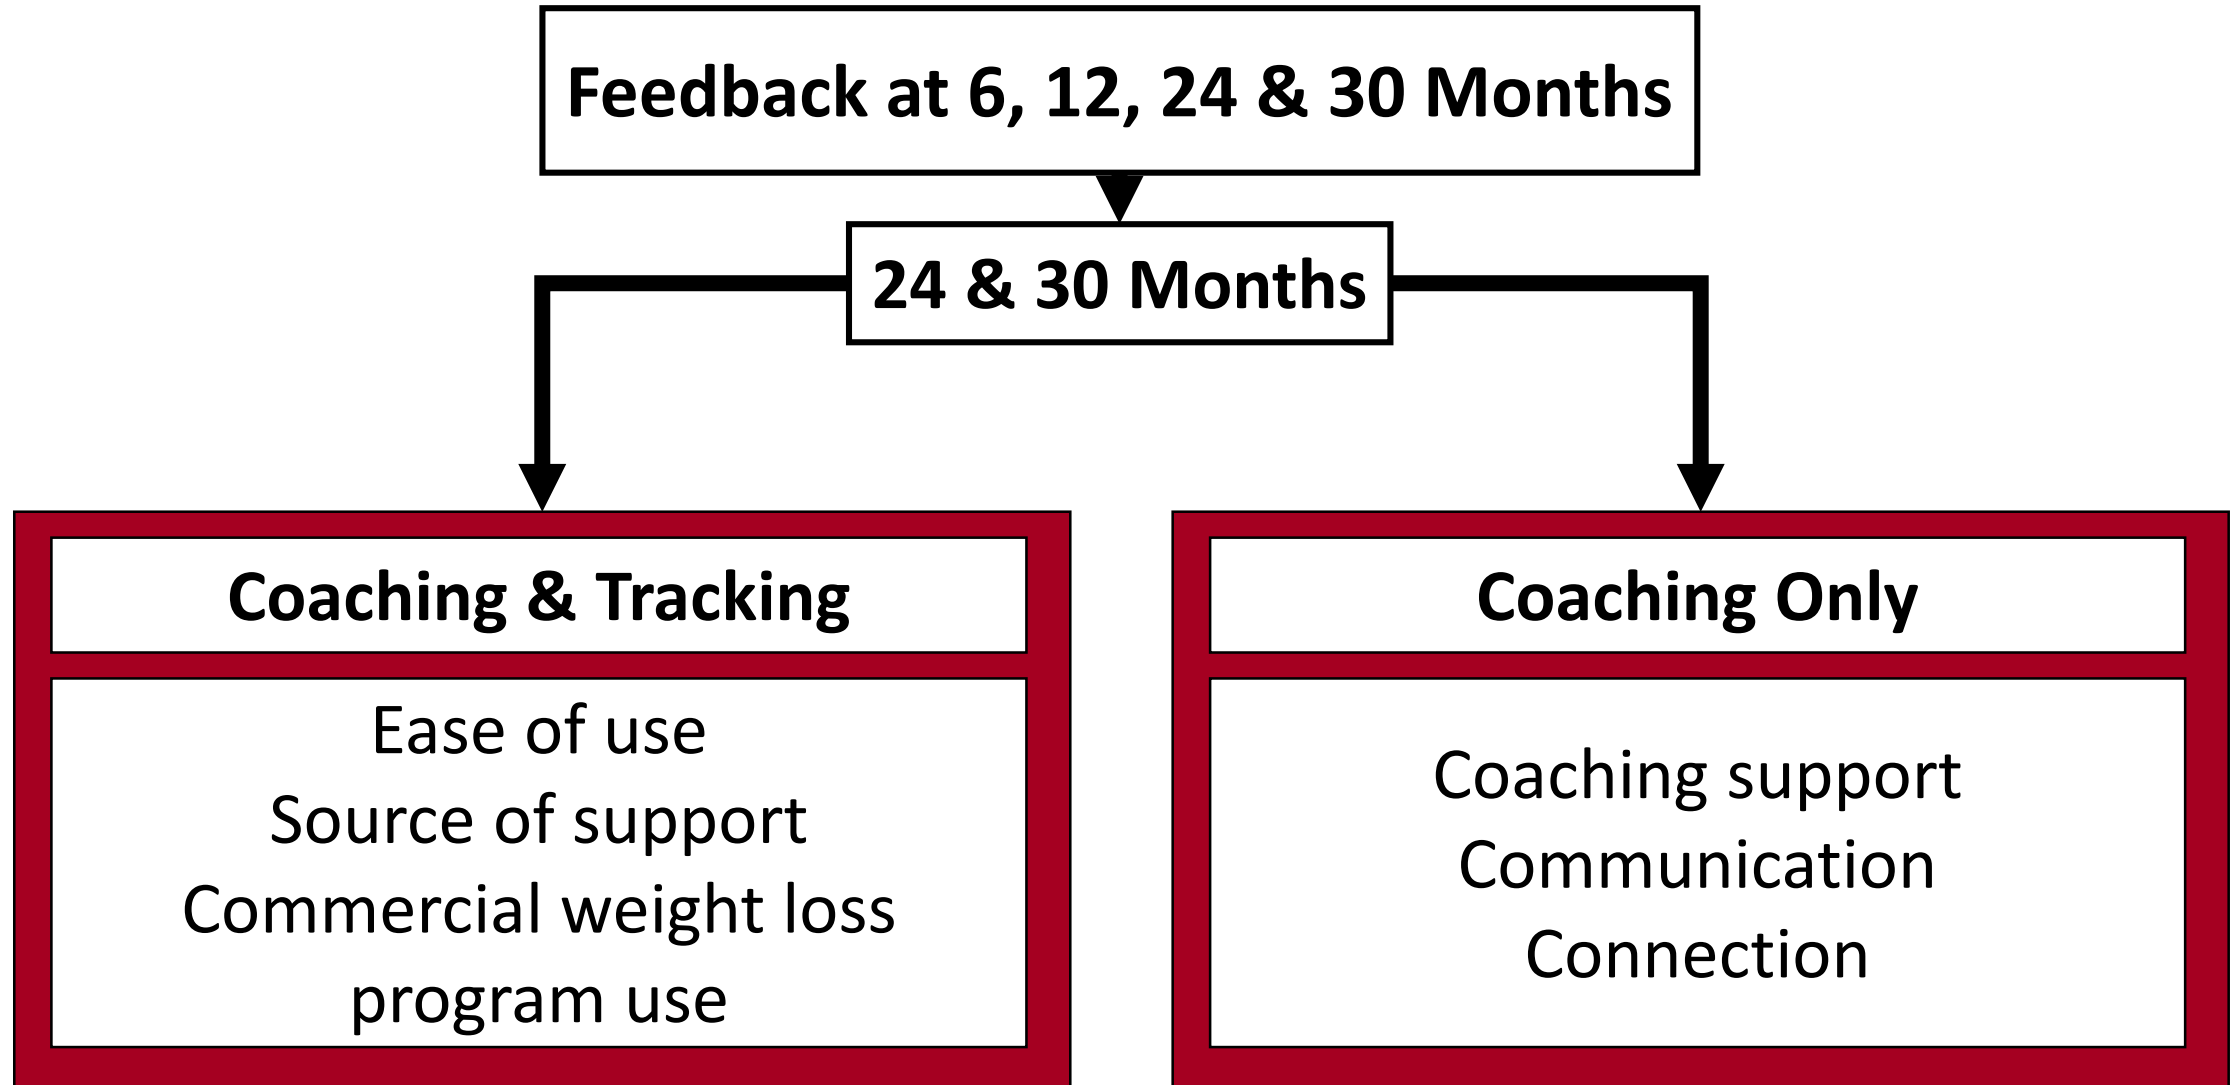 Feedback at 6, 12, 24 & 30 Months
24 & 30 Months
Coaching & Tracking
Ease of use
Source of support
Commercial weight loss
program use
Coaching Only
Coaching support
Communication
Connection